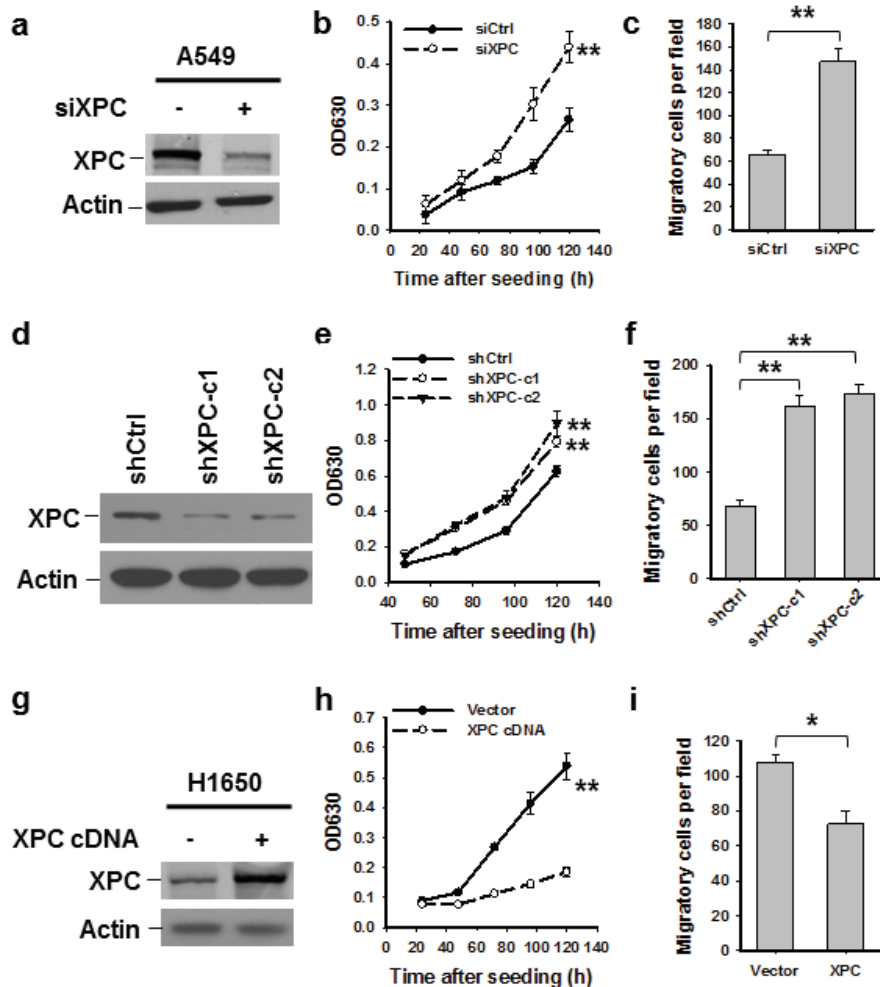 a
A549
siXPC - +
XPC
Actin
b
siCtrl
siXPC
**
0.5
0.4
0.3
0.2
0.1
0.0
OD630
0 20 40 60 80 100 120 140
Time after seeding (h)
c
**
180
160
140
120
100
80
60
40
20
0
Migratory cells per field
siCtrl siXPC
d
shCtrl
shXPC-c1
shXPC-c2
XPC
Actin
e
shCtrl
shXPC-c1
shXPC-c2
**
**
1.2
1.0
0.8
0.6
0.4
0.2
0.0
OD630
40 60 80 100 120 140
Time after seeding (h)
f
**
**
200
150
100
50
0
Migratory cells per field
shCtrl
shXPC-c1
shXPC-c2
g
H1650
XPC cDNA - +
XPC
Actin
h
Vector
XPC cDNA
**
0.7
0.6
0.5
0.4
0.3
0.2
0.1
0.0
OD630
0 20 40 60 80 100 120 140
Time after seeding (h)
i
*
120
100
80
60
40
20
0
Migratory cells per field
Vector XPC